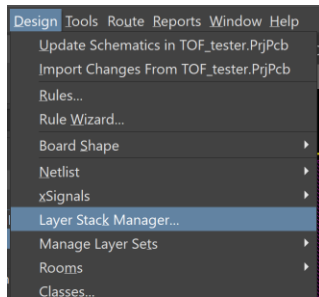 Design Tools Route Reports Window Help
Update Schematics in TOF_tester.PrjPcb
Import Changes From TOF_tester.PrjPcb
Rules...
Rule Wizard...
Board Shape
Netlist
xSignals
Layer Stack Manager...
Manage Layer Sets
Rooms
Classes...